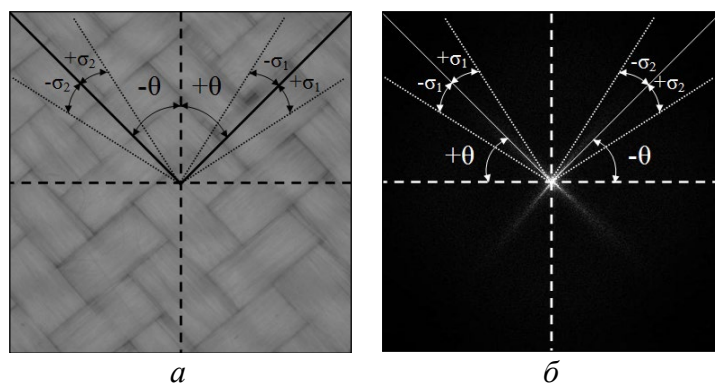 +σ₂ -σ₁
-σ₂ -θ +θ +σ₁
+σ₁ -σ₂
-σ₁ +σ₂
+θ -θ
а б